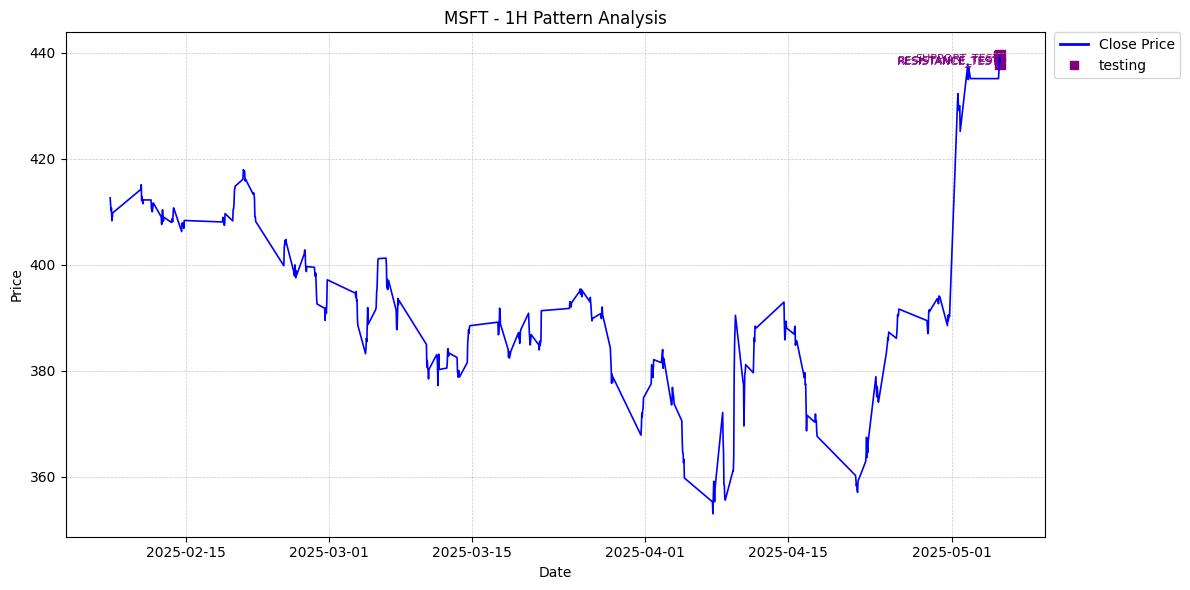 MSFT - 1H Pattern Analysis
Close Price
testing
SUPPORT_TEST
RESISTANCE_TEST
Price
440
420
400
380
360
2025-02-15
2025-03-01
2025-03-15
2025-04-01
2025-04-15
2025-05-01
Date